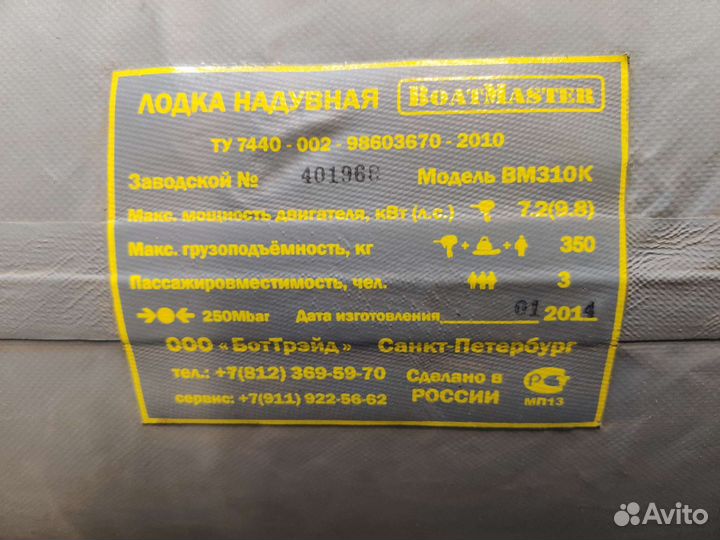 ЛОДКА НАДУВНАЯ BOATMASTER
ТУ 7440 - 002 - 98603670 - 2010
Заводской № 401968 Модель BM310K
Макс. мощность двигателя, кВт (л.с.) 7.2(9.8)
Макс. грузоподъёмность, кг + + 350
Пассажировместимость, чел. 3
250Mbar Дата изготовления 01 2014
ООО «БотТрэйд» Санкт-Петербург
тел.: +7(812) 369-59-70 Сделано в
сервис: +7(911) 922-56-62 РОССИИ
МП13
Avito